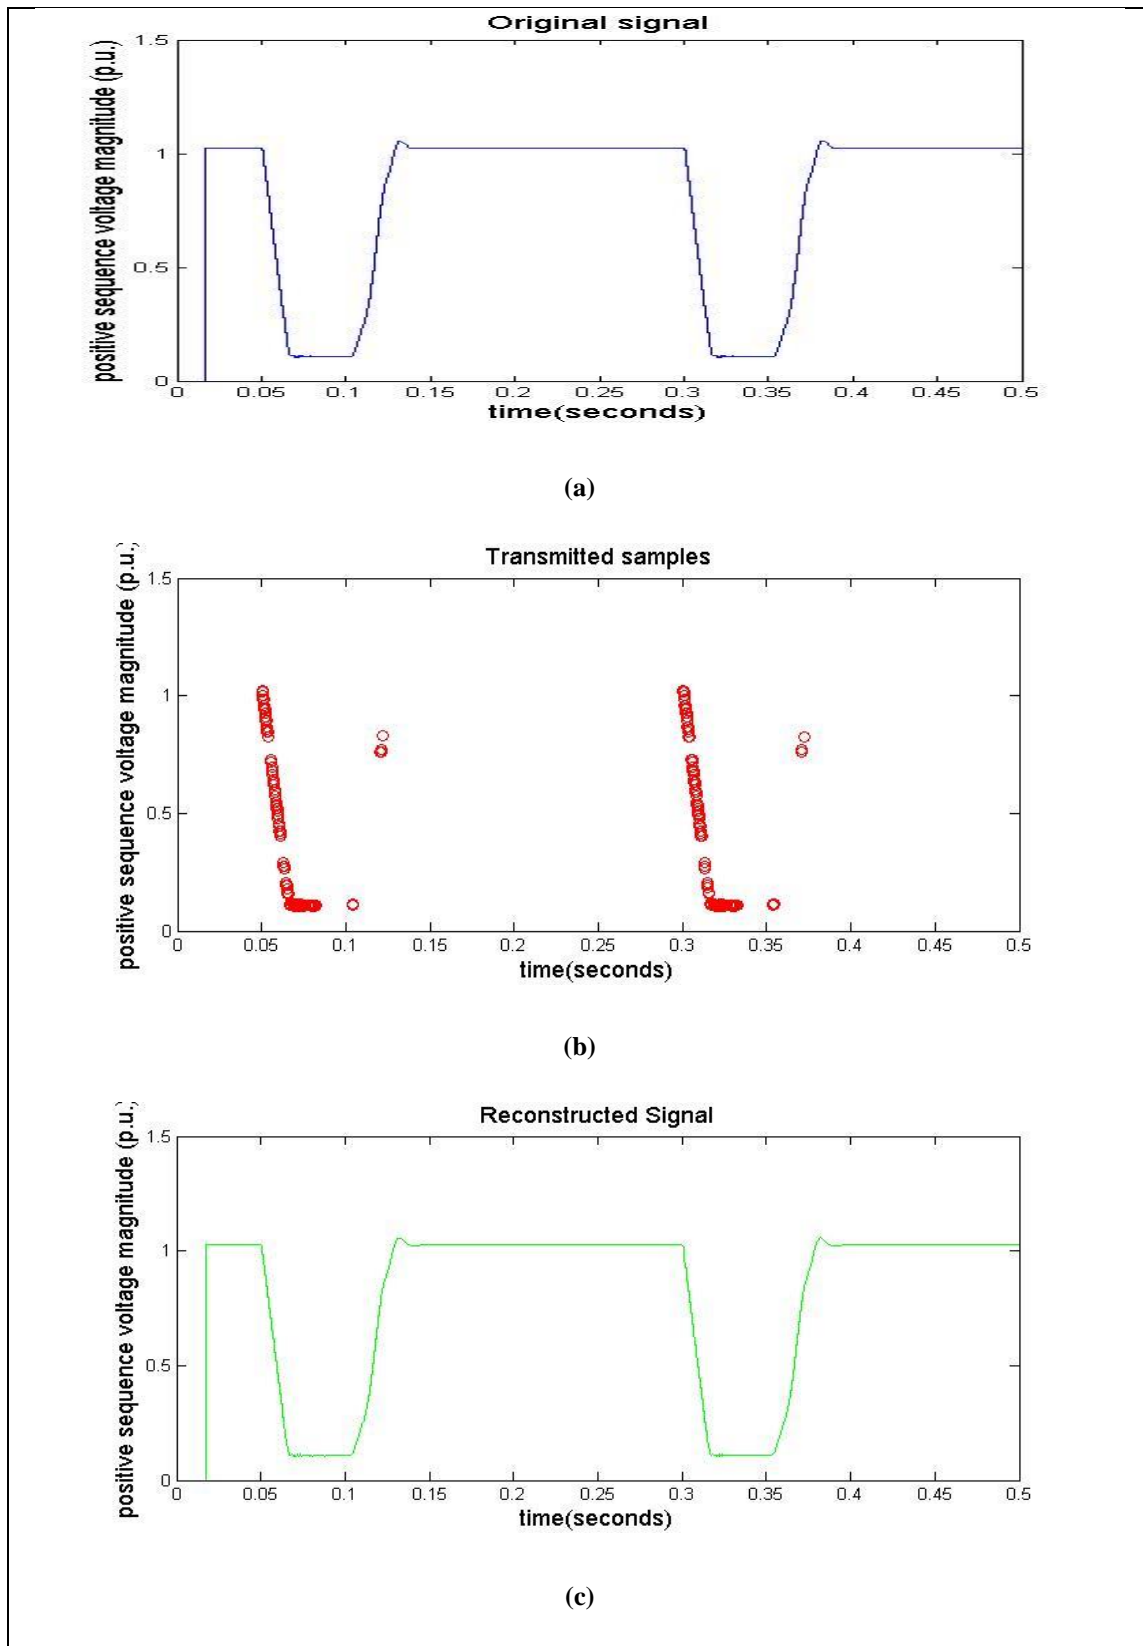 Original signal
positive sequence voltage magnitude (p.u.)
1.5
1
0.5
0
0 0.05 0.1 0.15 0.2 0.25 0.3 0.35 0.4 0.45 0.5
time(seconds)
(a)
Transmitted samples
positive sequence voltage magnitude (p.u.)
1.5
1
0.5
0
0 0.05 0.1 0.15 0.2 0.25 0.3 0.35 0.4 0.45 0.5
time(seconds)
(b)
Reconstructed Signal
positive sequence voltage magnitude (p.u.)
1.5
1
0.5
0
0 0.05 0.1 0.15 0.2 0.25 0.3 0.35 0.4 0.45 0.5
time(seconds)
(c)